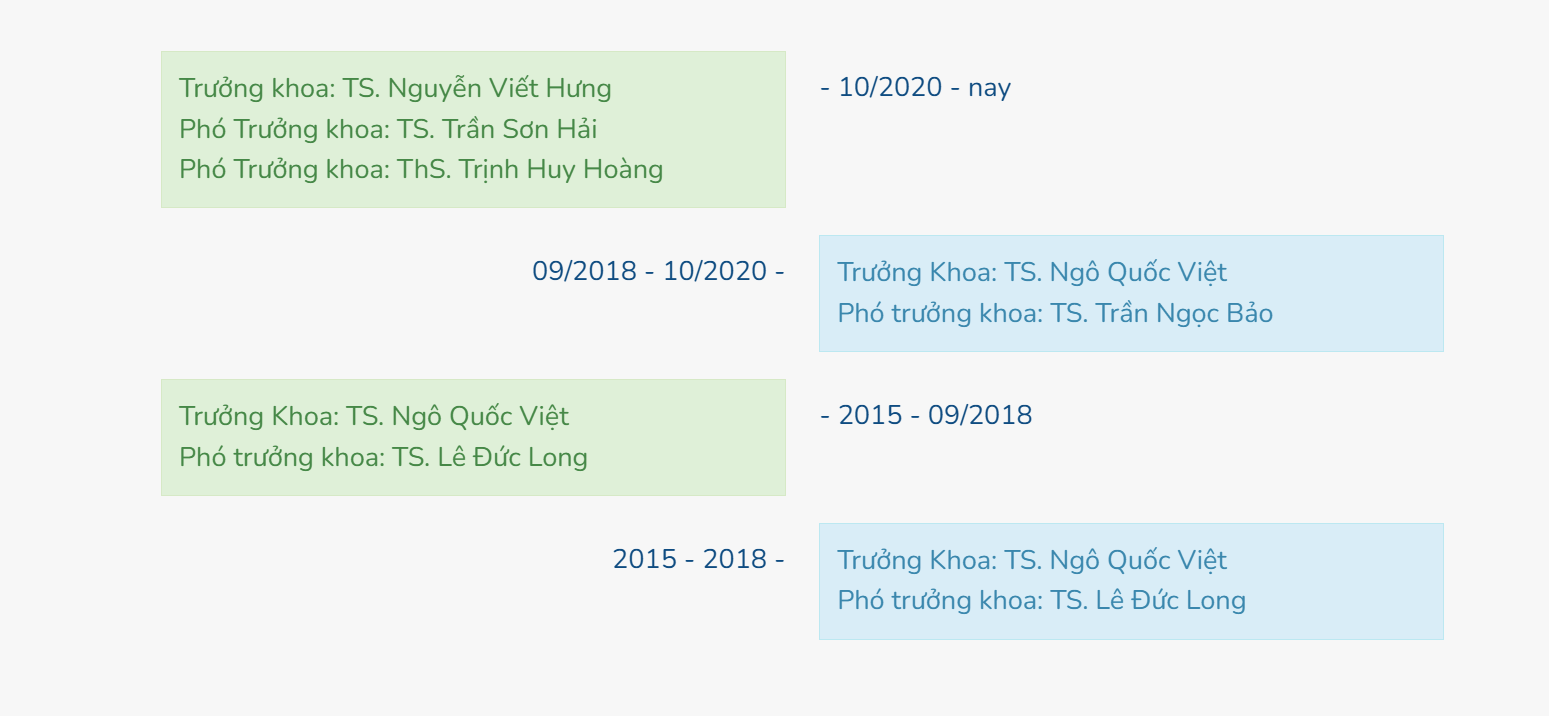 Trưởng khoa: TS. Nguyễn Viết Hưng
Phó Trưởng khoa: TS. Trần Sơn Hải
Phó Trưởng khoa: ThS. Trịnh Huy Hoàng
- 10/2020 - nay
09/2018 - 10/2020 -
Trưởng Khoa: TS. Ngô Quốc Việt
Phó trưởng khoa: TS. Trần Ngọc Bảo
Trưởng Khoa: TS. Ngô Quốc Việt
Phó trưởng khoa: TS. Lê Đức Long
- 2015 - 09/2018
2015 - 2018 -
Trưởng Khoa: TS. Ngô Quốc Việt
Phó trưởng khoa: TS. Lê Đức Long